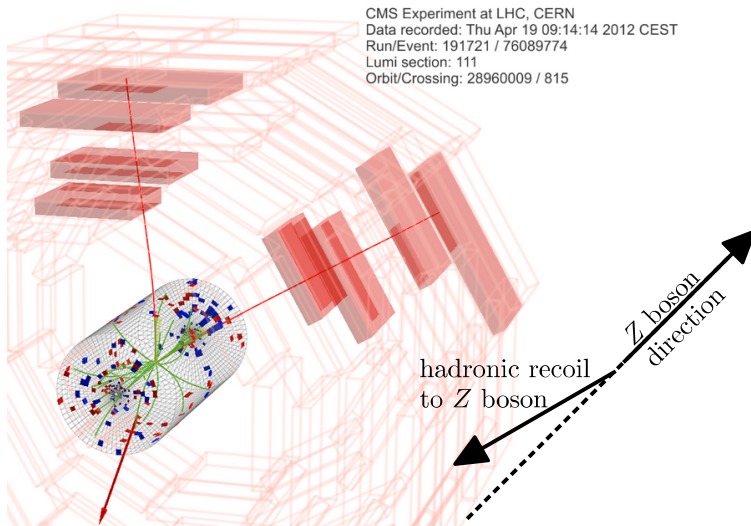 CMS Experiment at LHC, CERN
Data recorded: Thu Apr 19 09:14:14 2012 CEST
Run/Event: 191721 / 76089774
Lumi section: 111
Orbit/Crossing: 28960009 / 815
Z boson
direction
hadronic recoil
to Z boson